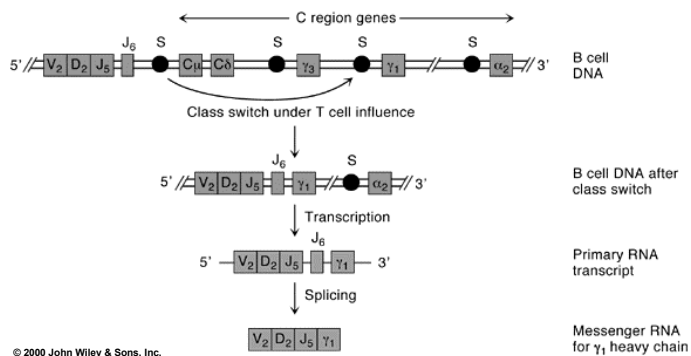 C region genes
J6 S S S S
5' V2 D2 J5 Cμ Cδ γ3 γ1 α2 3'
B cell
DNA
Class switch under T cell influence
J6 S
5' V2 D2 J5 γ1 α2 3'
B cell DNA after
class switch
Transcription
J6
5' V2 D2 J5 γ1 3'
Primary RNA
transcript
Splicing
V2 D2 J5 γ1
Messenger RNA
for γ1 heavy chain
© 2000 John Wiley & Sons, Inc.